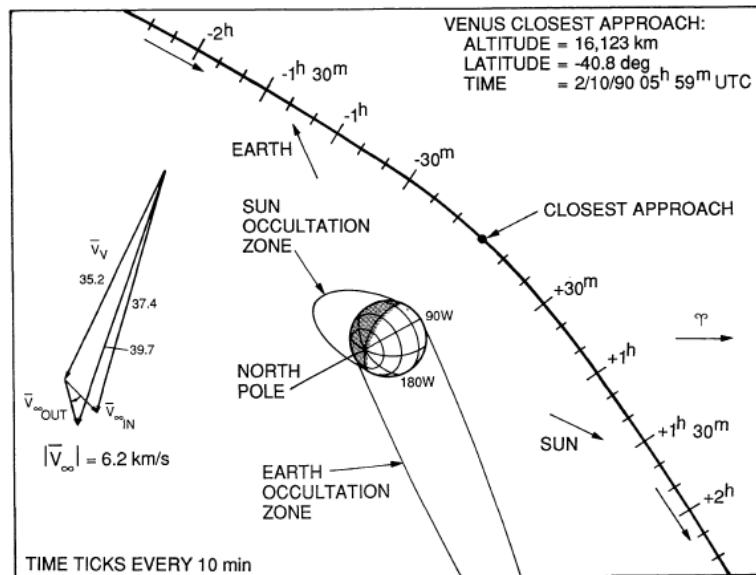 VENUS CLOSEST APPROACH:
ALTITUDE = 16,123 km
LATITUDE = -40.8 deg
TIME = 2/10/90 05ʰ 59ᵐ UTC
-2ʰ
-1ʰ 30ᵐ
-1ʰ
-30ᵐ
EARTH
CLOSEST APPROACH
SUN
OCCULTATION
ZONE
V̅ᵥ
35.2
37.4
39.7
V̅∞OUT
V̅∞IN
|V̅∞| = 6.2 km/s
+30ᵐ
♈
90W
180W
NORTH
POLE
+1ʰ
SUN
+1ʰ 30ᵐ
EARTH
OCCULTATION
ZONE
+2ʰ
TIME TICKS EVERY 10 min